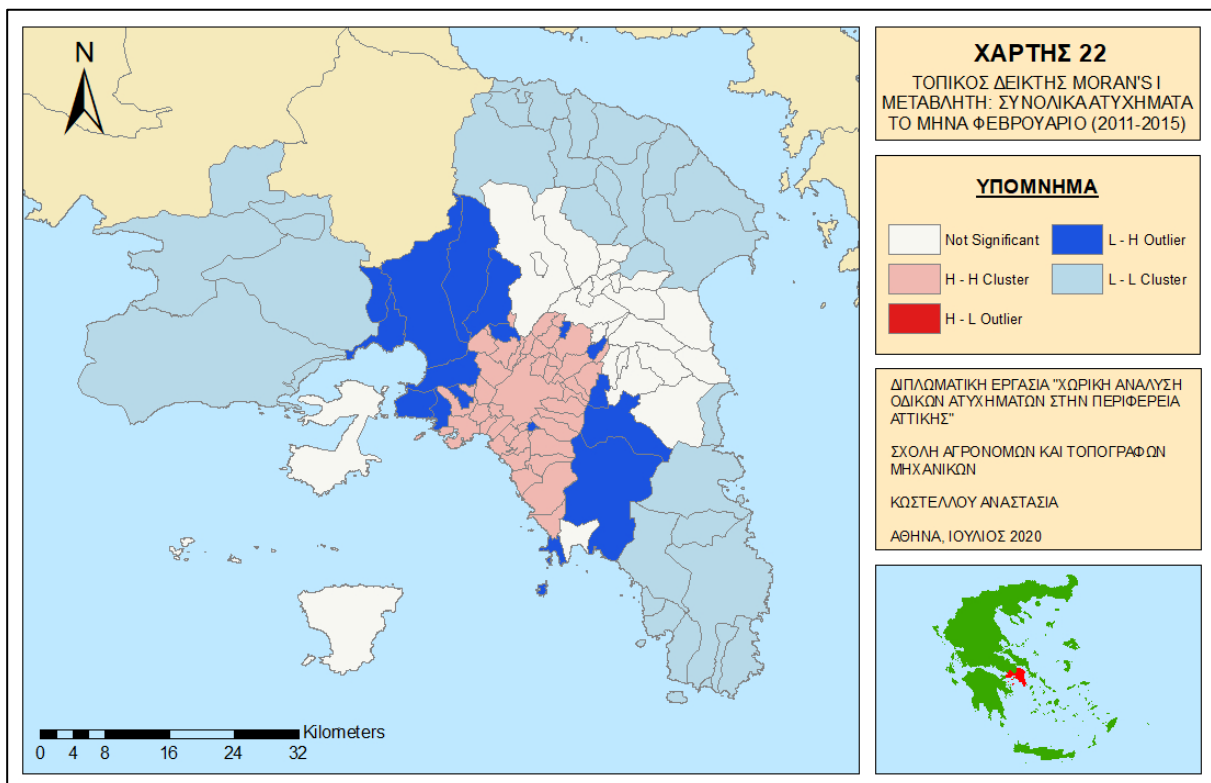 N
Kilometers
0 2 4 8 16 24 32
ΧΑΡΤΗΣ 22
ΤΟΠΙΚΟΣ ΔΕΙΚΤΗΣ MORAN'S I
ΜΕΤΑΒΛΗΤΗ: ΣΥΝΟΛΙΚΑ ΑΤΥΧΗΜΑΤΑ
ΤΟ ΜΗΝΑ ΦΕΒΡΟΥΑΡΙΟ (2011-2015)
ΥΠΟΜΝΗΜΑ
Not Significant
L - H Outlier
H - H Cluster
L - L Cluster
H - L Outlier
ΔΙΠΛΩΜΑΤΙΚΗ ΕΡΓΑΣΙΑ "ΧΩΡΙΚΗ ΑΝΑΛΥΣΗ
ΟΔΙΚΩΝ ΑΤΥΧΗΜΑΤΩΝ ΣΤΗΝ ΠΕΡΙΦΕΡΕΙΑ
ΑΤΤΙΚΗΣ"
ΣΧΟΛΗ ΑΓΡΟΝΟΜΩΝ ΚΑΙ ΤΟΠΟΓΡΑΦΩΝ
ΜΗΧΑΝΙΚΩΝ
ΚΩΣΤΕΛΛΟΥ ΑΝΑΣΤΑΣΙΑ
ΑΘΗΝΑ, ΙΟΥΛΙΟΣ 2020